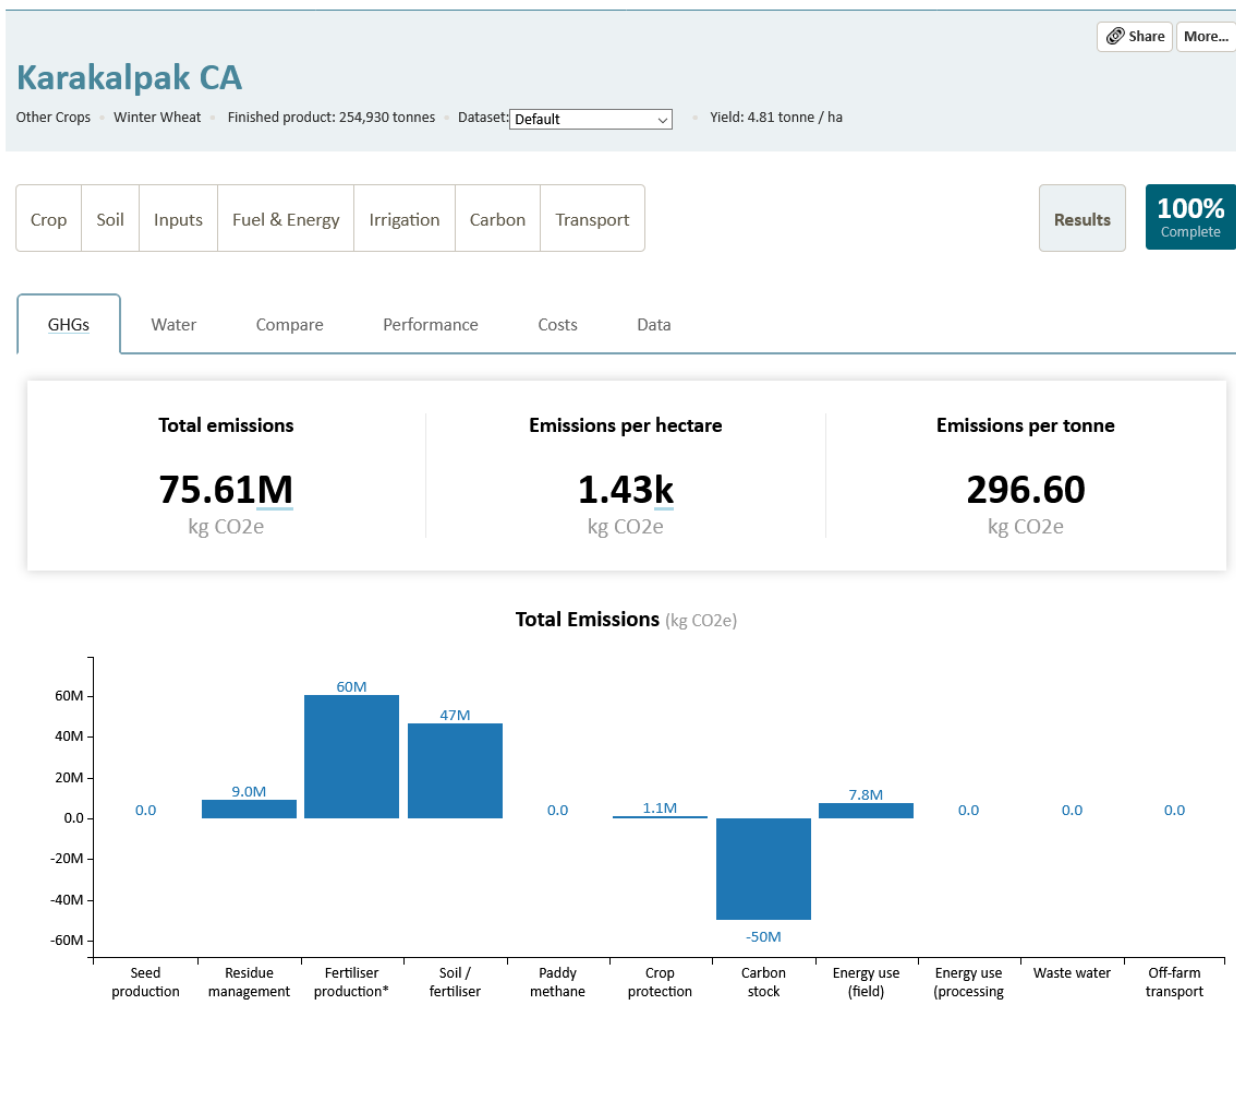 Share More...
Karakalpak CA
Other Crops Winter Wheat Finished product: 254,930 tonnes Dataset: Default Yield: 4.81 tonne / ha
Crop Soil Inputs Fuel & Energy Irrigation Carbon Transport Results 100%
Complete
GHGs Water Compare Performance Costs Data
Total emissions Emissions per hectare Emissions per tonne
75.61M 1.43k 296.60
kg CO2e kg CO2e kg CO2e
Total Emissions (kg CO2e)
60M
47M
60M
40M
20M
9.0M
7.8M
0.0
0.0
1.1M
0.0
0.0
0.0
0.0
-20M
-40M
-50M
-60M
Seed production
Residue management
Fertiliser production*
Soil / fertiliser
Paddy methane
Crop protection
Carbon stock
Energy use (field)
Energy use (processing
Waste water
Off-farm transport